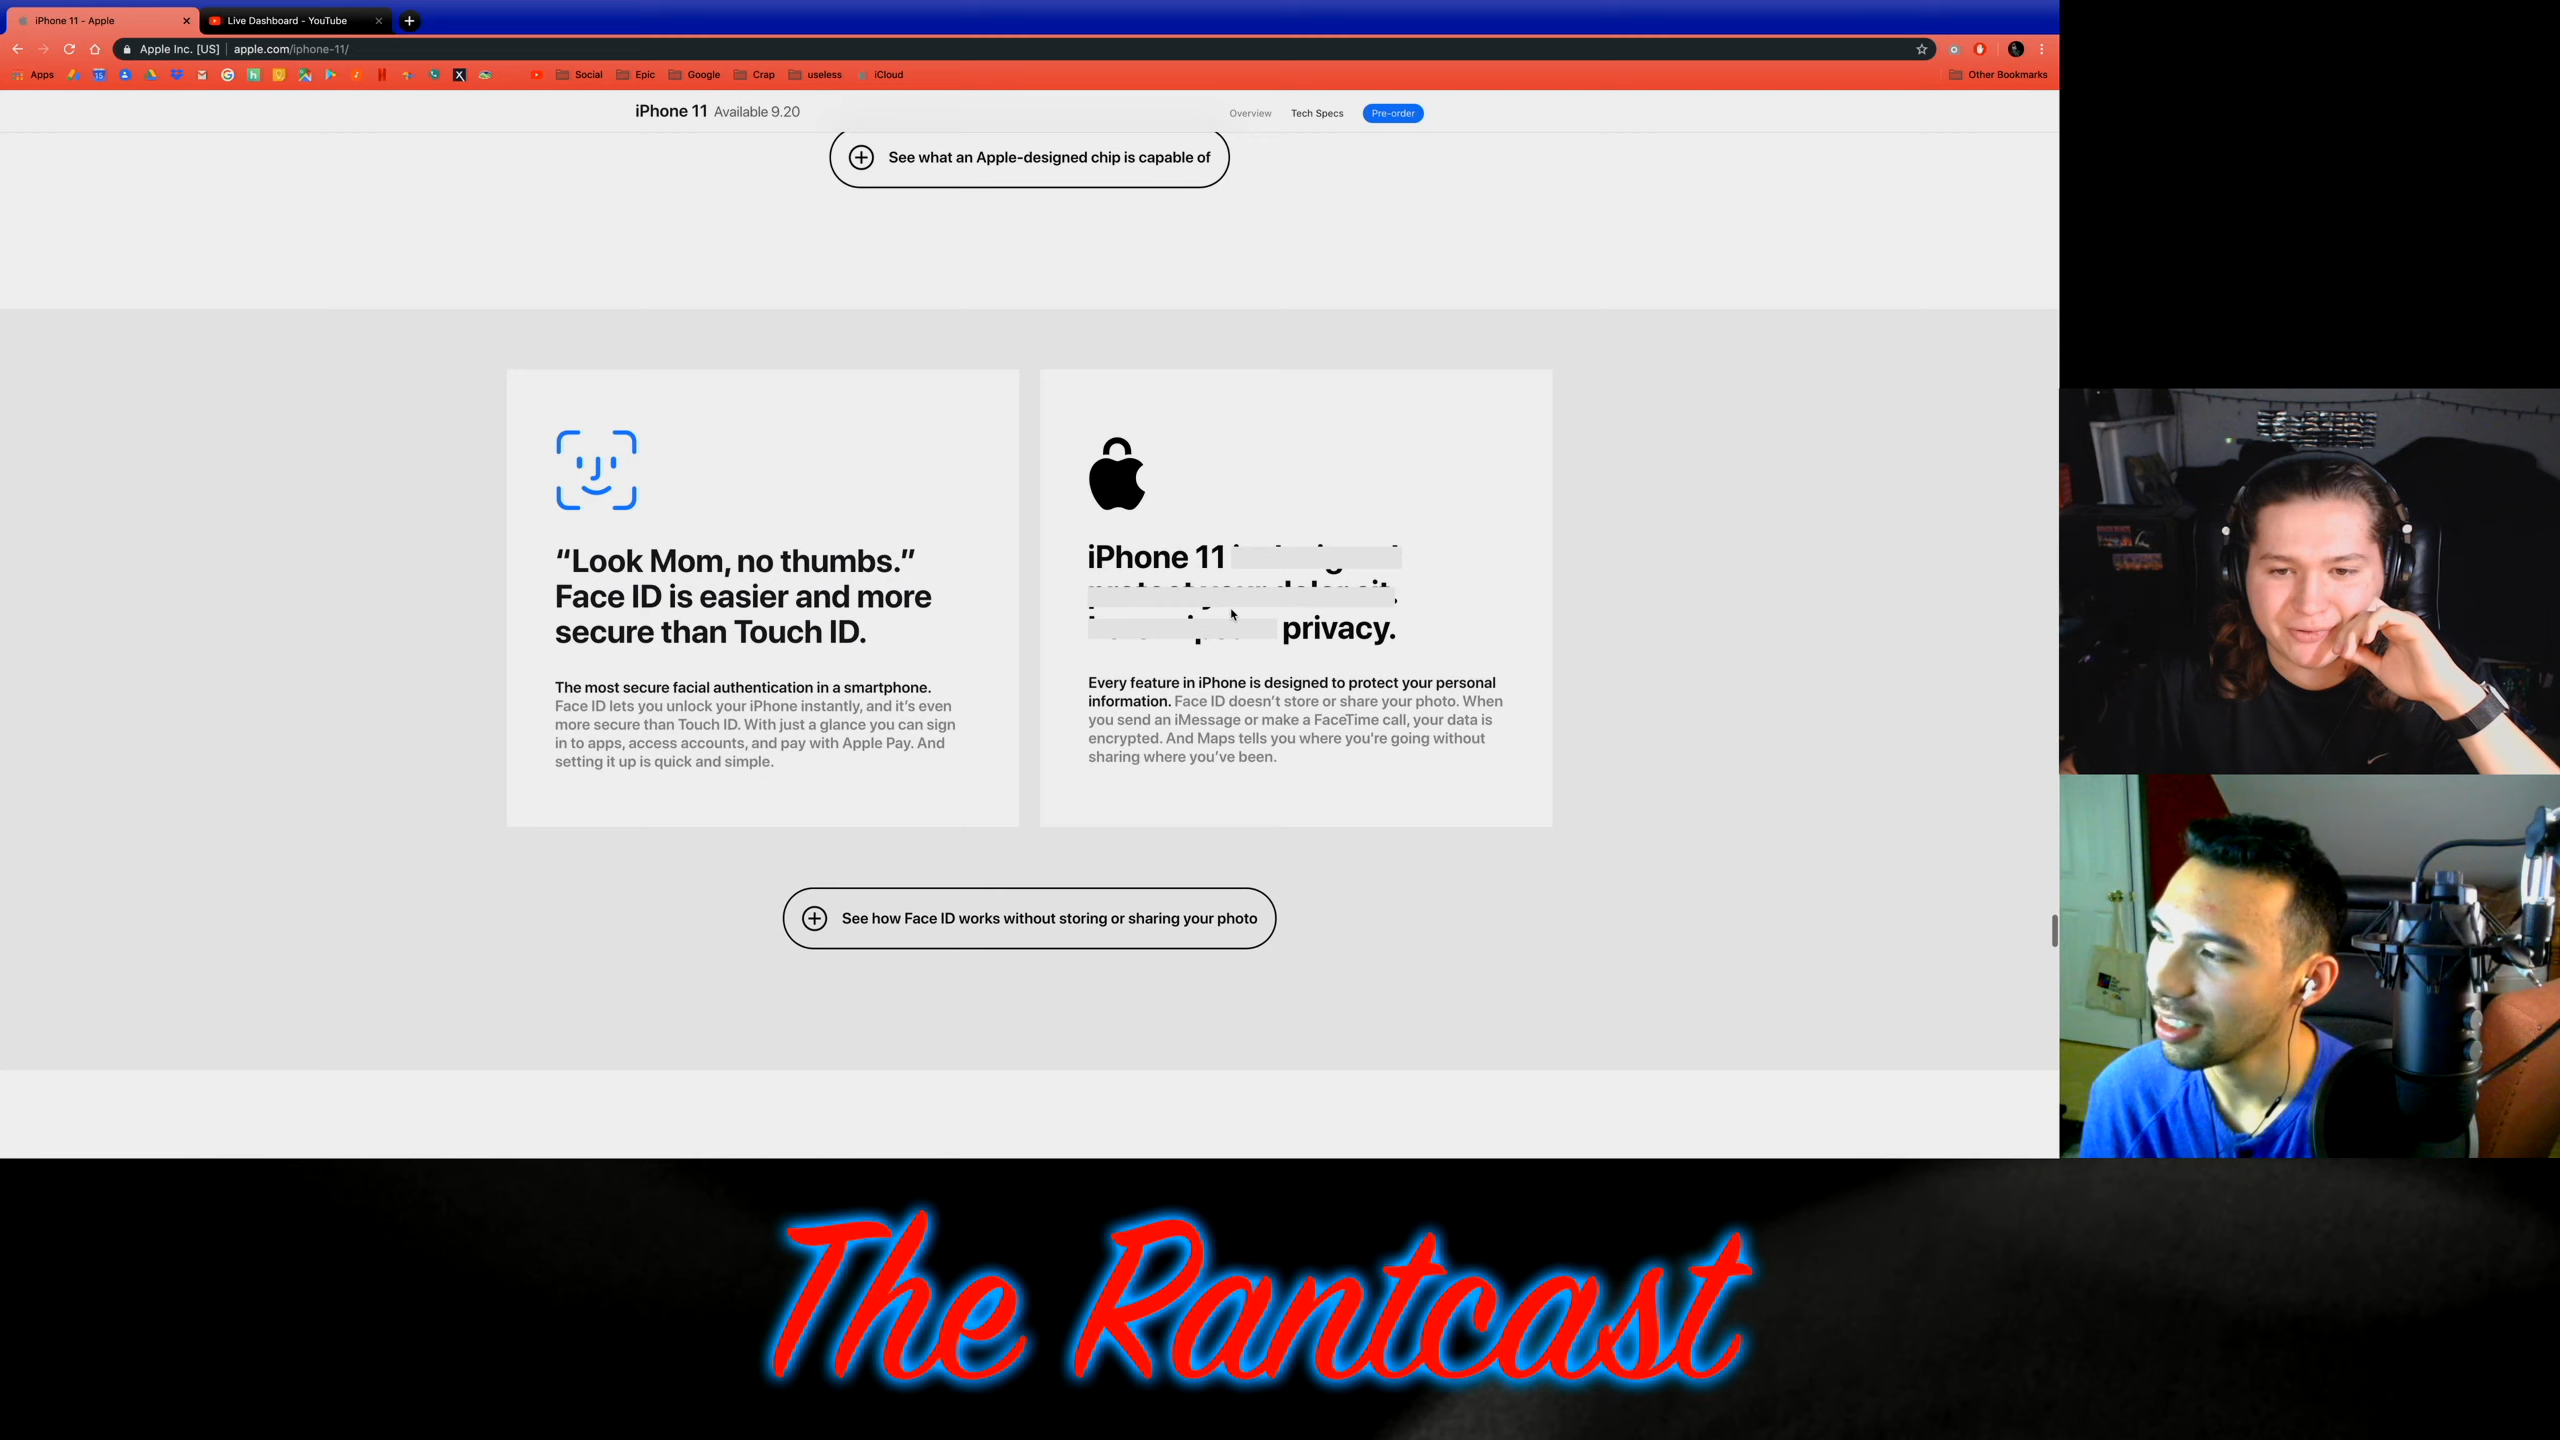 iPhone 11 - Apple
Live Dashboard - YouTube
Apple Inc. [US] | apple.com/iphone-11/
Apps
Social
Epic
Google
Crap
useless
iCloud
Other Bookmarks
iPhone 11 Available 9.20
Overview
Tech Specs
Pre-order
See what an Apple-designed chip is capable of
“Look Mom, no thumbs.”
Face ID is easier and more
secure than Touch ID.
The most secure facial authentication in a smartphone.
Face ID lets you unlock your iPhone instantly, and it’s even
more secure than Touch ID. With just a glance you can sign
in to apps, access accounts, and pay with Apple Pay. And
setting it up is quick and simple.
iPhone 11
privacy.
Every feature in iPhone is designed to protect your personal
information. Face ID doesn’t store or share your photo. When
you send an iMessage or make a FaceTime call, your data is
encrypted. And Maps tells you where you're going without
sharing where you’ve been.
See how Face ID works without storing or sharing your photo
The Rantcast